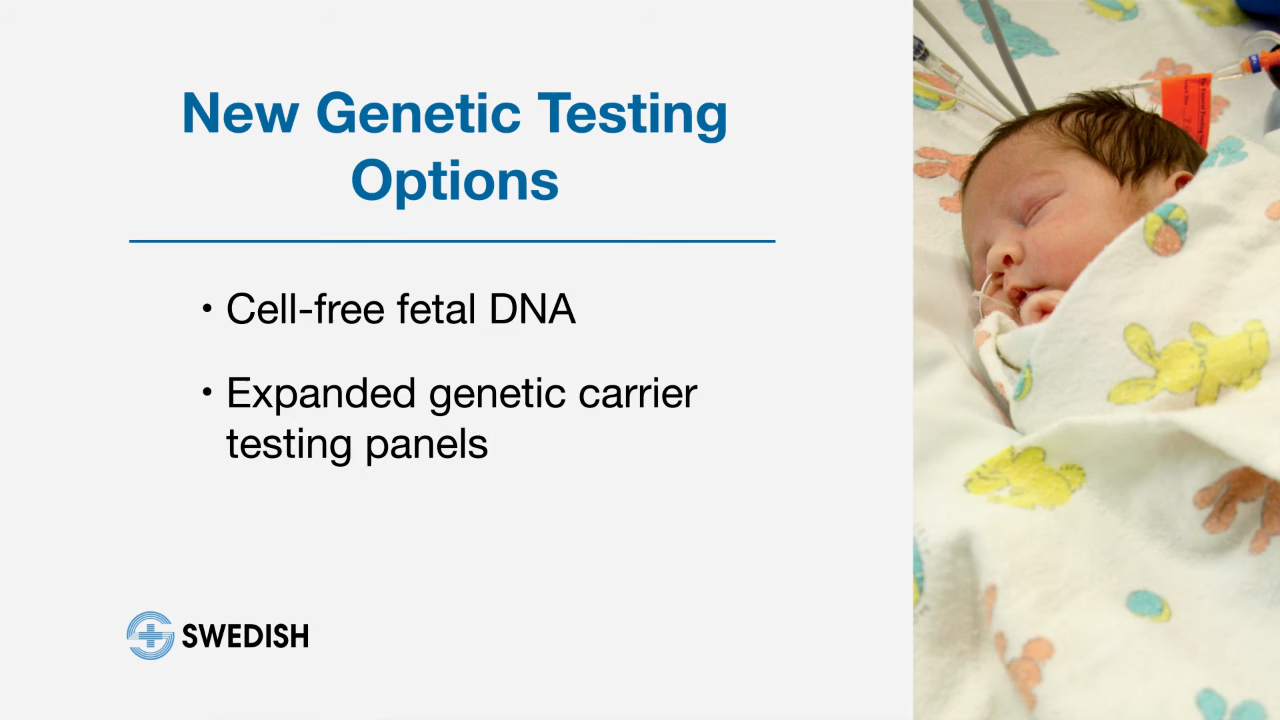 New Genetic Testing
Options
• Cell-free fetal DNA
• Expanded genetic carrier
testing panels
SWEDISH